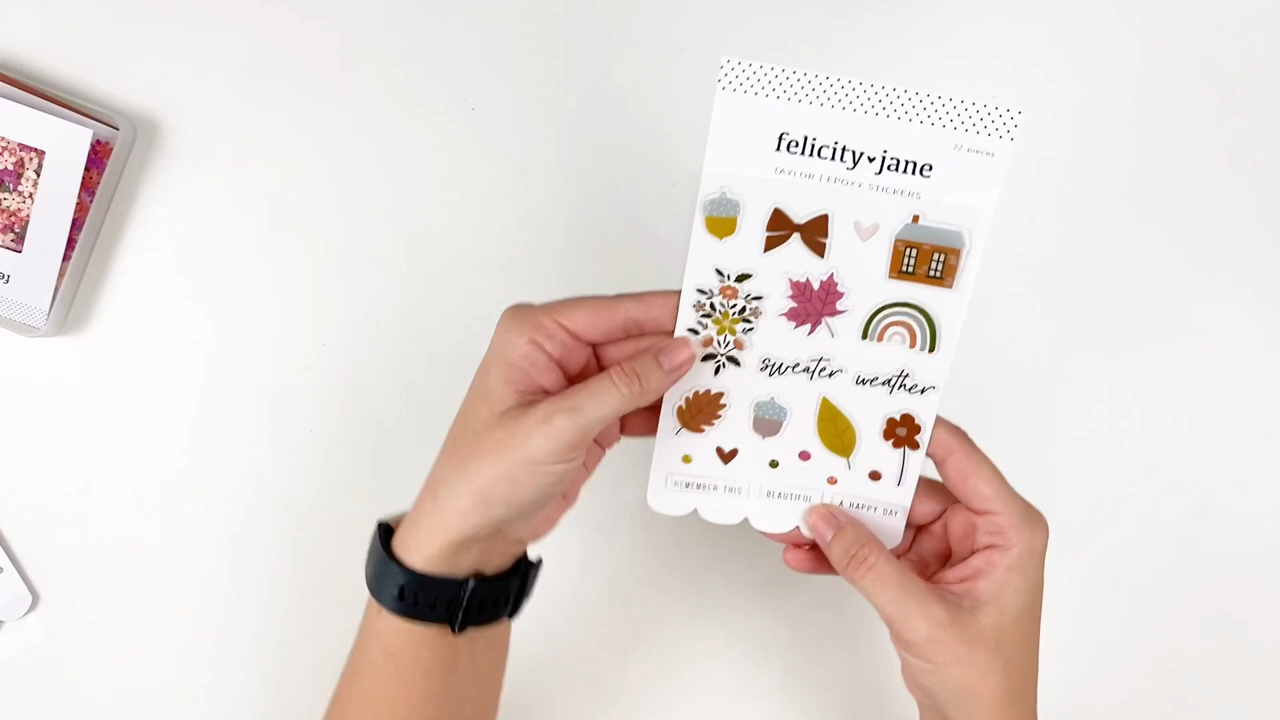 felicity♥jane
22 pieces
TAYLOR | EPOXY STICKERS
sweater weather
REMEMBER THIS
BEAUTIFUL
A HAPPY DAY